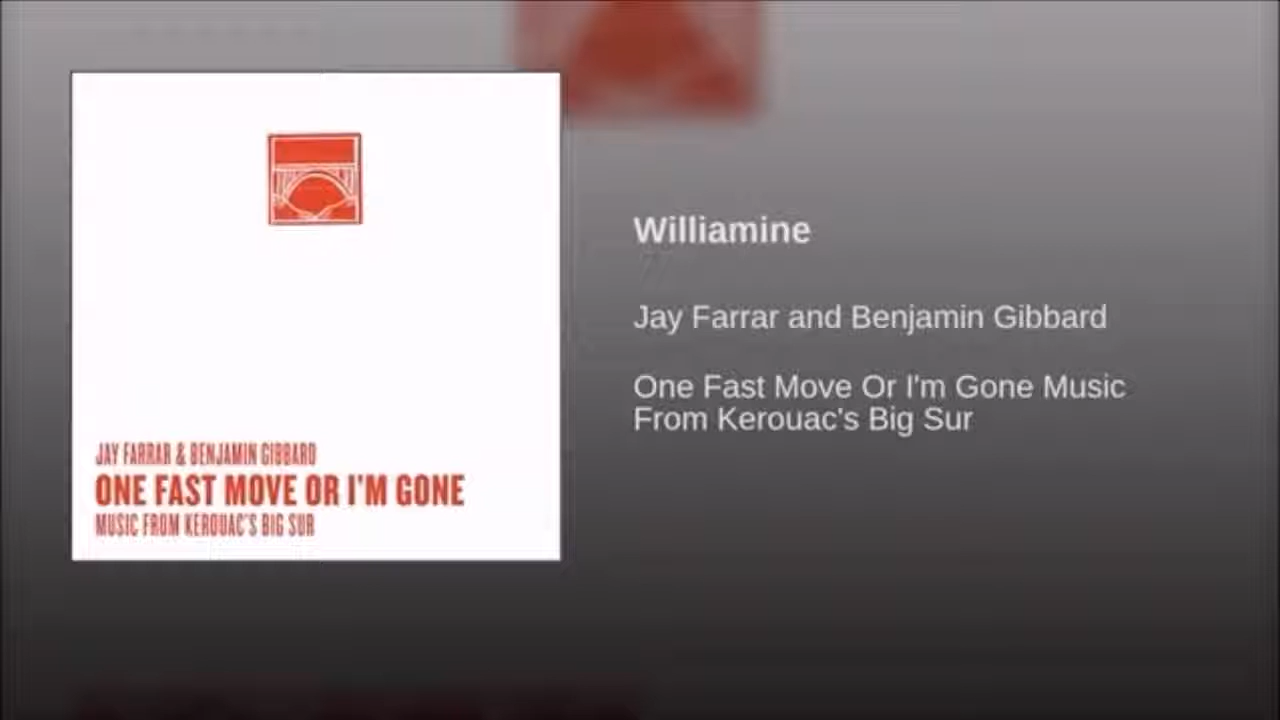 JAY FARRAR & BENJAMIN GIBBARD
ONE FAST MOVE OR I'M GONE
MUSIC FROM KEROUAC'S BIG SUR
Williamine
Jay Farrar and Benjamin Gibbard
One Fast Move Or I'm Gone Music
From Kerouac's Big Sur